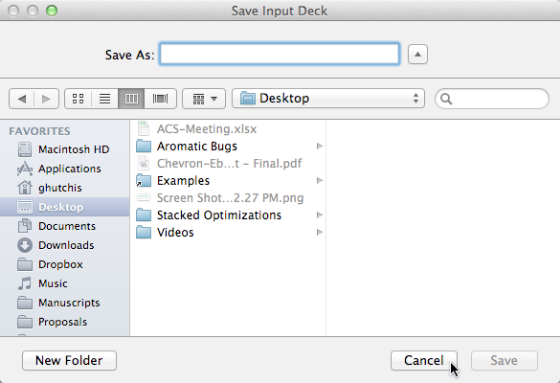 Save Input Deck
Save As:
Desktop
FAVORITES
Macintosh HD
Applications
ghutchis
Desktop
Documents
Downloads
Dropbox
Music
Manuscripts
Proposals
ACS-Meeting.xlsx
Aromatic Bugs
Chevron-Eb...t - Final.pdf
Examples
Screen Shot...2.27 PM.png
Stacked Optimizations
Videos
New Folder
Cancel
Save